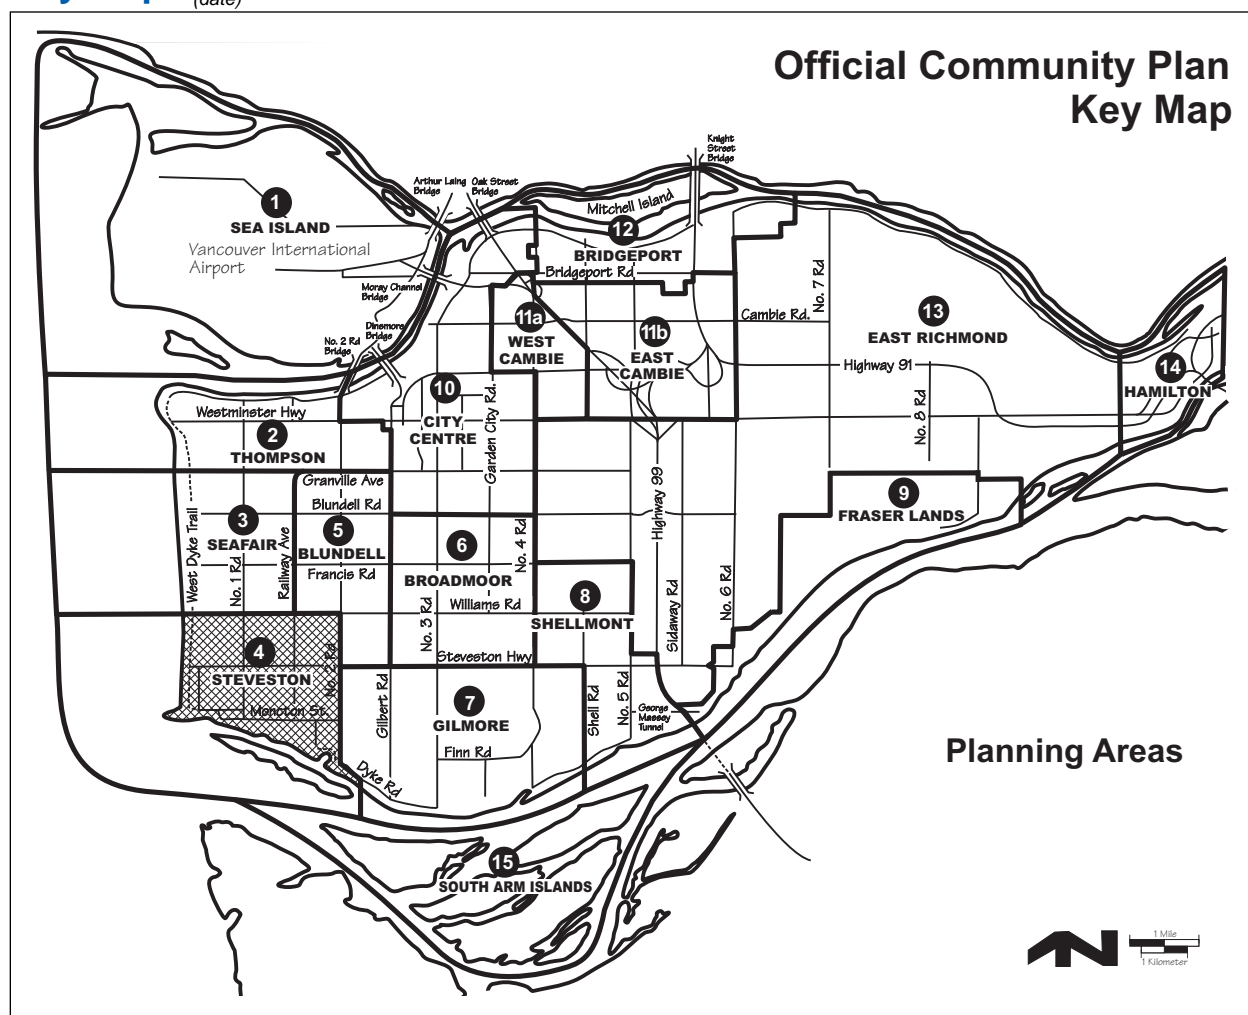 (date)
Official Community Plan
Key Map
Knight
Street
Bridge
Arthur Laing
Bridge
Oak Street
Bridge
Mitchell Island
1
SEA ISLAND
Vancouver International
Airport
12
BRIDGEPORT
Bridgeport Rd
Moray Channel
Bridge
No. 7 Rd
11a
WEST
CAMBIE
11b
EAST
CAMBIE
Cambie Rd.
13
EAST RICHMOND
Dinsmore
Bridge
No. 2 Rd
Bridge
Highway 91
14
HAMILTON
10
CITY
CENTRE
Garden City Rd.
No. 8 Rd
Westminster Hwy
2
THOMPSON
Granville Ave
Blundell Rd
Highway 99
9
FRASER LANDS
West Dyke Trail
3
SEAFAIR
No. 1 Rd
Railway Ave
5
BLUNDELL
Francis Rd
6
BROADMOOR
No. 4 Rd
Williams Rd
No. 3 Rd
8
SHELLMONT
Sidaway Rd
No. 6 Rd
Steveston Hwy
4
STEVESTON
No. 2 Rd
Moncton St.
Gilbert Rd
7
GILMORE
Finn Rd
Shell Rd
No. 5 Rd
George
Massey
Tunnel
Dyke Rd
Planning Areas
15
SOUTH ARM ISLANDS
N
1 Mile
1 Kilometer